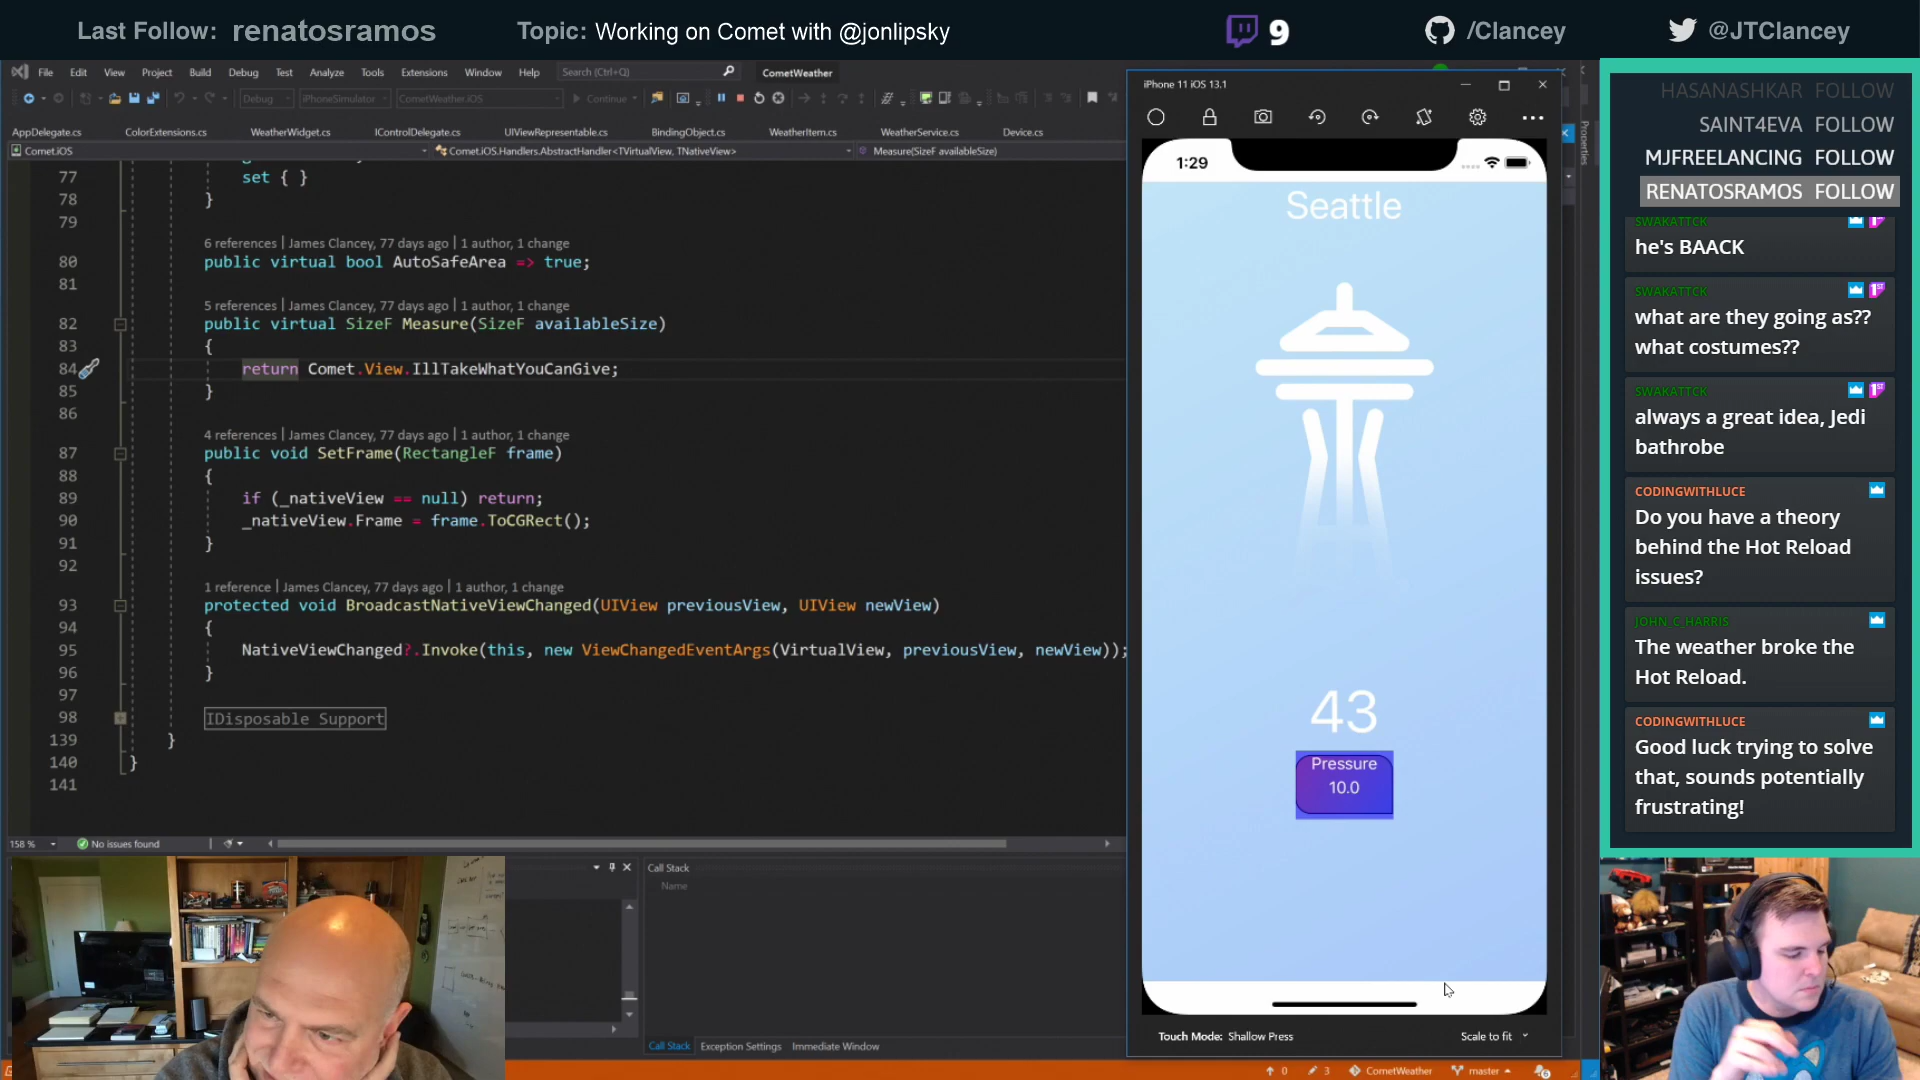 Last Follow: renatosramos
Topic: Working on Comet with @jonlipsky
9
/Clancey
@JTClancey
File Edit View Project Build Debug Test Analyze Tools Extensions Window Help Search (Ctrl+Q) CometWeather
Debug iPhoneSimulator CometWeather.iOS Continue
AppDelegate.cs ColorExtensions.cs WeatherWidget.cs IControlDelegate.cs UIViewRepresentable.cs BindingObject.cs WeatherItem.cs WeatherService.cs Device.cs
Comet.iOS Comet.iOS.Handlers.AbstractHandler<TVirtualView, TNativeView> Measure(SizeF availableSize)
77 set { }
78 }
79
6 references | James Clancey, 77 days ago | 1 author, 1 change
80 public virtual bool AutoSafeArea => true;
81
5 references | James Clancey, 77 days ago | 1 author, 1 change
82 public virtual SizeF Measure(SizeF availableSize)
83 {
84 return Comet.View.IllTakeWhatYouCanGive;
85 }
86
4 references | James Clancey, 77 days ago | 1 author, 1 change
87 public void SetFrame(RectangleF frame)
88 {
89 if (_nativeView == null) return;
90 _nativeView.Frame = frame.ToCGRect();
91 }
92
1 reference | James Clancey, 77 days ago | 1 author, 1 change
93 protected void BroadcastNativeViewChanged(UIView previousView, UIView newView)
94 {
95 NativeViewChanged?.Invoke(this, new ViewChangedEventArgs(VirtualView, previousView, newView));
96 }
97
98 IDisposable Support
139 }
140 }
141
158 % No issues found
Call Stack
Name
Call Stack Exception Settings Immediate Window
0 3 CometWeather master 6
Properties
iPhone 11 iOS 13.1
1:29
Seattle
43
Pressure
10.0
Touch Mode: Shallow Press
Scale to fit
HASANASHKAR FOLLOW
SAINT4EVA FOLLOW
MJFREELANCING FOLLOW
RENATOSRAMOS FOLLOW
SWAKATTCK
he's BAACK
SWAKATTCK
what are they going as??
what costumes??
SWAKATTCK
always a great idea, Jedi
bathrobe
CODINGWITHLUCE
Do you have a theory
behind the Hot Reload
issues?
JOHN_C_HARRIS
The weather broke the
Hot Reload.
CODINGWITHLUCE
Good luck trying to solve
that, sounds potentially
frustrating!